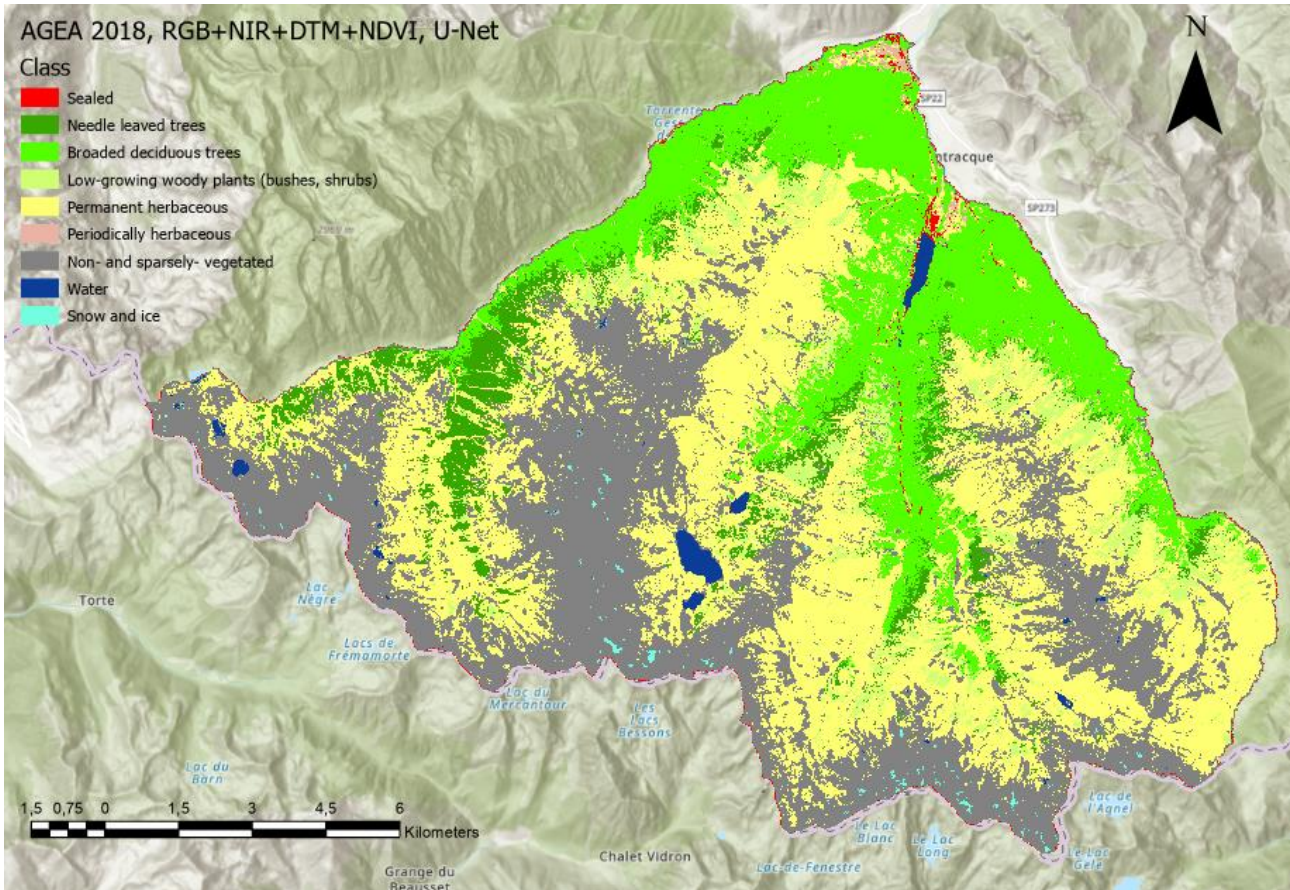 AGEA 2018, RGB+NIR+DTM+NDVI, U-Net
Class
Sealed
Needle leaved trees
Broaded deciduous trees
Low-growing woody plants (bushes, shrubs)
Permanent herbaceous
Periodically herbaceous
Non- and sparsely- vegetated
Water
Snow and ice
N
Torrente
SP22
ntracque
SP273
Torte
Lac
Nègre
Lacs de
Frémamorte
Lac du
Mercantour
Les
Lacs
Bessons
Lac du
Barn
1,5 0,75 0 1,5 3 4,5 6
Kilometers
Lac de
l'Agnel
Le Lac
Blanc
Le Lac
Long
Le Lac
Gelé
Lac-de-Fenestre
Chalet Vidron
Grange du
Beausset